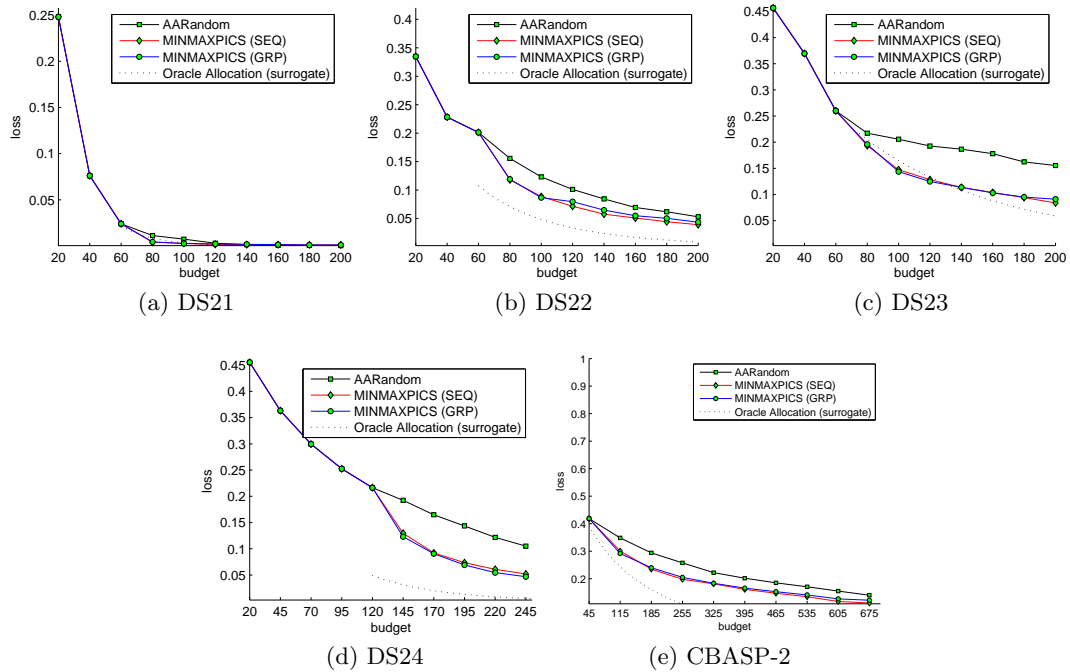 0.25
0.2
0.15
0.1
0.05
loss
AARandom
MINMAXPICS (SEQ)
MINMAXPICS (GRP)
Oracle Allocation (surrogate)
20 40 60 80 100 120 140 160 180 200
budget
(a) DS21
0.4
0.35
0.3
0.25
0.2
0.15
0.1
0.05
loss
AARandom
MINMAXPICS (SEQ)
MINMAXPICS (GRP)
Oracle Allocation (surrogate)
20 40 60 80 100 120 140 160 180 200
budget
(b) DS22
0.45
0.4
0.35
0.3
0.25
0.2
0.15
0.1
0.05
loss
AARandom
MINMAXPICS (SEQ)
MINMAXPICS (GRP)
Oracle Allocation (surrogate)
20 40 60 80 100 120 140 160 180 200
budget
(c) DS23
0.45
0.4
0.35
0.3
0.25
0.2
0.15
0.1
0.05
loss
AARandom
MINMAXPICS (SEQ)
MINMAXPICS (GRP)
Oracle Allocation (surrogate)
20 45 70 95 120 145 170 195 220 245
budget
(d) DS24
1
0.9
0.8
0.7
0.6
0.5
0.4
0.3
0.2
loss
AARandom
MINMAXPICS (SEQ)
MINMAXPICS (GRP)
Oracle Allocation (surrogate)
45 115 185 255 325 395 465 535 605 675
budget
(e) CBASP-2